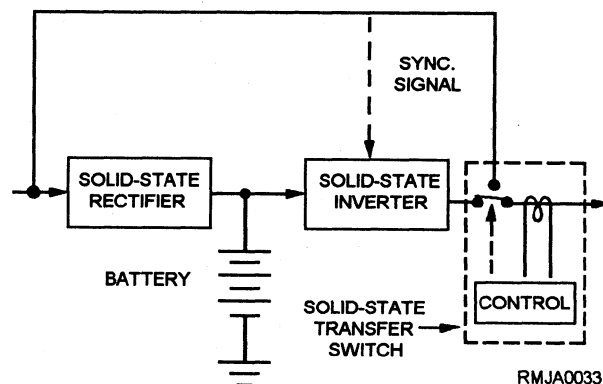 SYNC.
SIGNAL
SOLID-STATE
RECTIFIER
SOLID-STATE
INVERTER
BATTERY
CONTROL
SOLID-STATE
TRANSFER
SWITCH
RMJA0033